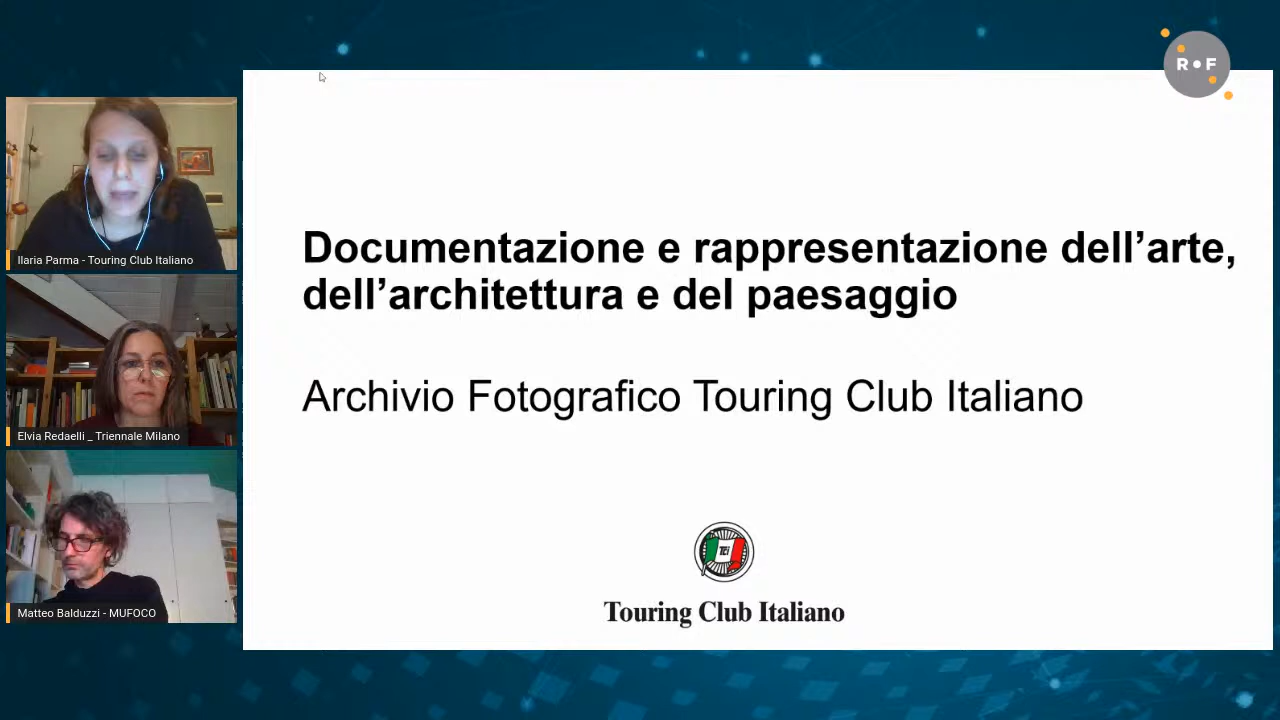 R•F
Ilaria Parma - Touring Club Italiano
Elvia Redaelli _ Triennale Milano
Matteo Balduzzi - MUFOCO
Documentazione e rappresentazione dell’arte,
dell’architettura e del paesaggio
Archivio Fotografico Touring Club Italiano
TCI
Touring Club Italiano